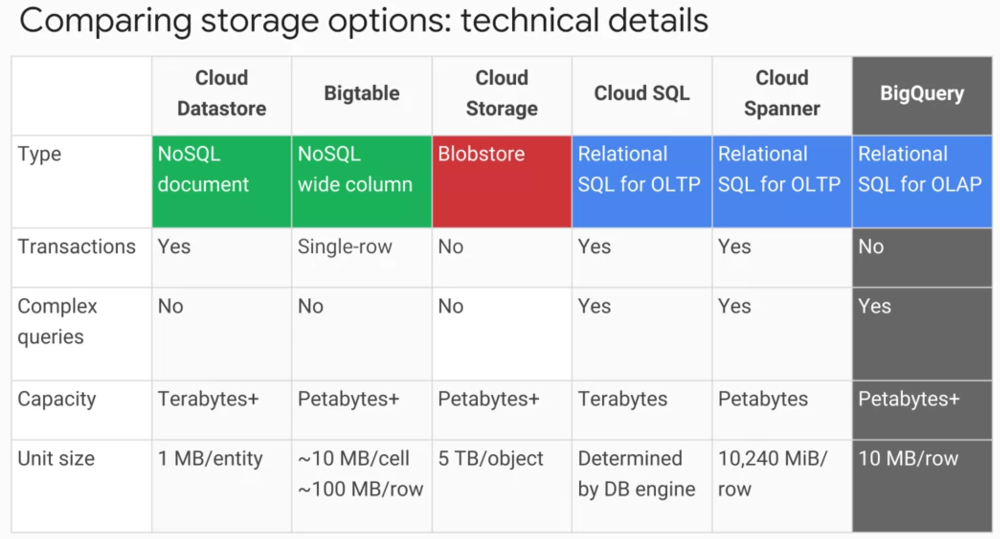 Comparing storage options: technical details
Cloud
Datastore
Bigtable
Cloud
Storage
Cloud SQL
Cloud
Spanner
BigQuery
Type
NoSQL
document
NoSQL
wide column
Blobstore
Relational
SQL for OLTP
Relational
SQL for OLTP
Relational
SQL for OLAP
Transactions
Yes
Single-row
No
Yes
Yes
No
Complex
queries
No
No
No
Yes
Yes
Yes
Capacity
Terabytes+
Petabytes+
Petabytes+
Terabytes
Petabytes
Petabytes+
Unit size
1 MB/entity
~10 MB/cell
~100 MB/row
5 TB/object
Determined
by DB engine
10,240 MiB/
row
10 MB/row